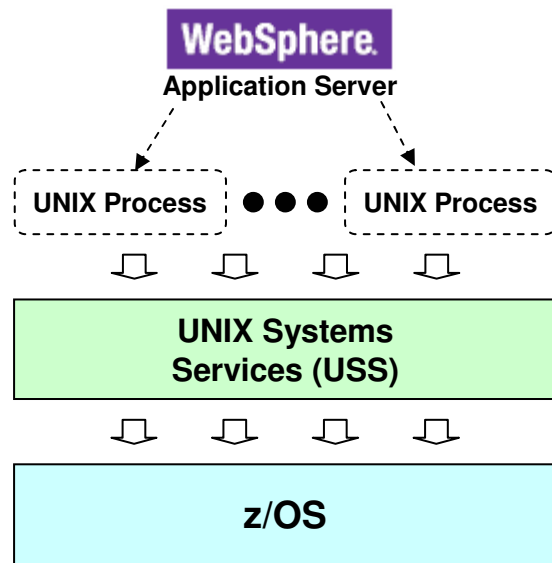 WebSphere.
Application Server
UNIX Process
UNIX Process
UNIX Systems
Services (USS)
z/OS